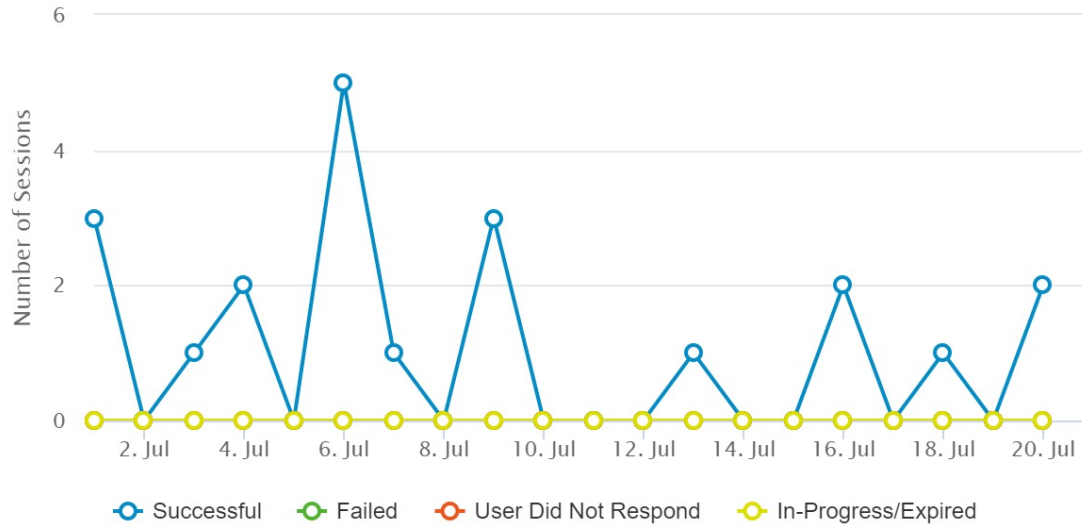 6
4
2
0
Number of Sessions
2. Jul 4. Jul 6. Jul 8. Jul 10. Jul 12. Jul 14. Jul 16. Jul 18. Jul 20. Jul
Successful Failed User Did Not Respond In-Progress/Expired